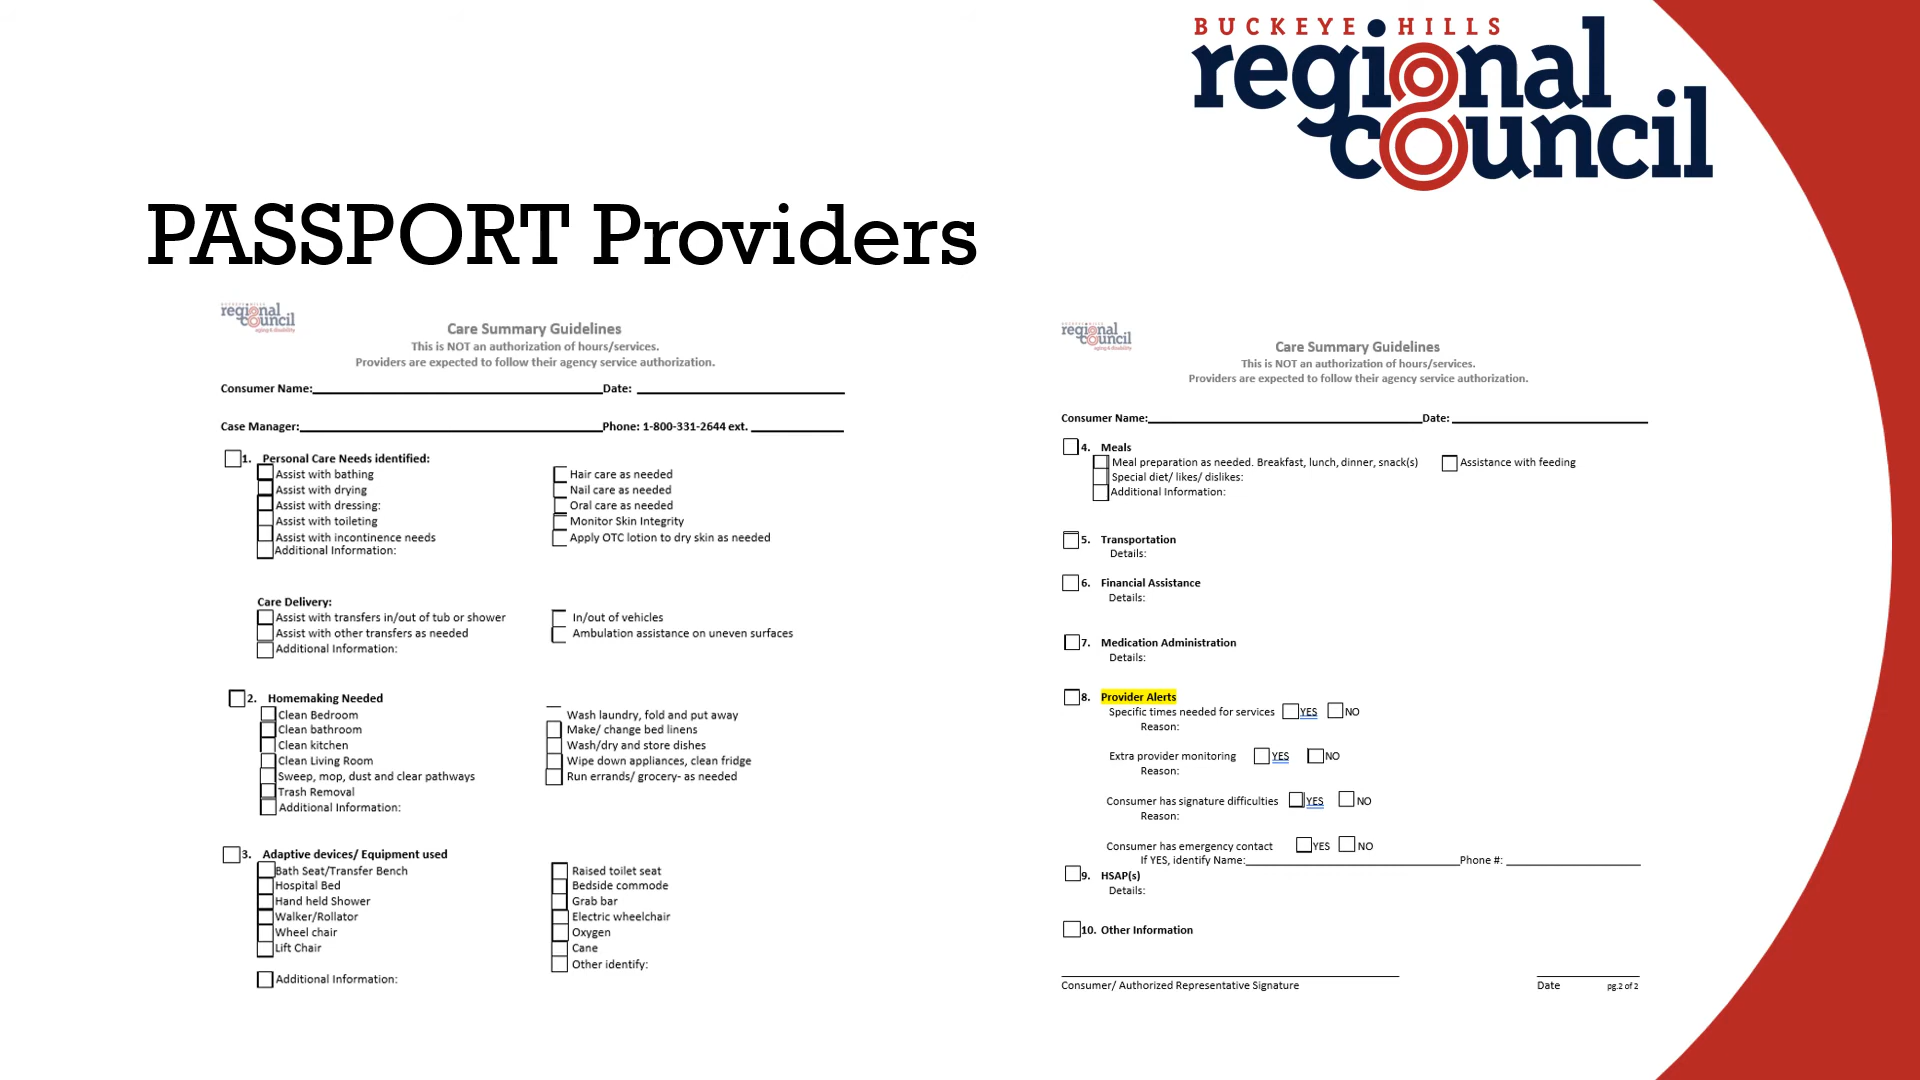 BUCKEYE HILLS
regional
council
PASSPORT Providers
regional
council
aging & disability
Care Summary Guidelines
This is NOT an authorization of hours/services.
Providers are expected to follow their agency service authorization.
Consumer Name: Date:
Case Manager: Phone: 1-800-331-2644 ext.
1. Personal Care Needs identified:
Assist with bathing Hair care as needed
Assist with drying Nail care as needed
Assist with dressing: Oral care as needed
Assist with toileting Monitor Skin Integrity
Assist with incontinence needs Apply OTC lotion to dry skin as needed
Additional Information:
Care Delivery:
Assist with transfers in/out of tub or shower In/out of vehicles
Assist with other transfers as needed Ambulation assistance on uneven surfaces
Additional Information:
2. Homemaking Needed
Clean Bedroom Wash laundry, fold and put away
Clean bathroom Make/ change bed linens
Clean kitchen Wash/dry and store dishes
Clean Living Room Wipe down appliances, clean fridge
Sweep, mop, dust and clear pathways Run errands/ grocery- as needed
Trash Removal
Additional Information:
3. Adaptive devices/ Equipment used
Bath Seat/Transfer Bench Raised toilet seat
Hospital Bed Bedside commode
Hand held Shower Grab bar
Walker/Rollator Electric wheelchair
Wheel chair Oxygen
Lift Chair Cane
Other identify:
Additional Information:
BUCKEYE HILLS
regional
council
aging & disability
Care Summary Guidelines
This is NOT an authorization of hours/services.
Providers are expected to follow their agency service authorization.
Consumer Name: Date:
4. Meals
Meal preparation as needed. Breakfast, lunch, dinner, snack(s) Assistance with feeding
Special diet/ likes/ dislikes:
Additional Information:
5. Transportation
Details:
6. Financial Assistance
Details:
7. Medication Administration
Details:
8. Provider Alerts
Specific times needed for services YES NO
Reason:
Extra provider monitoring YES NO
Reason:
Consumer has signature difficulties YES NO
Reason:
Consumer has emergency contact YES NO
If YES, identify Name: Phone #:
9. HSAP(s)
Details:
10. Other Information
Consumer/ Authorized Representative Signature Date pg.2 of 2